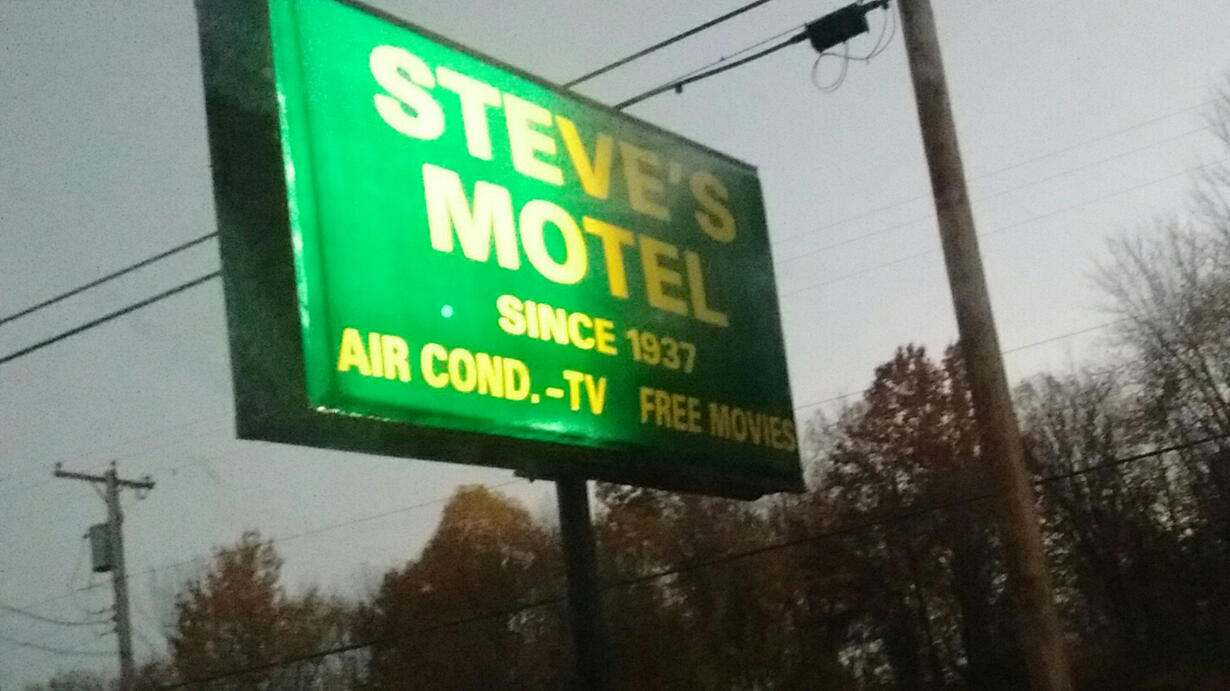 STEVE'S
MOTEL
SINCE 1937
AIR COND.-TV FREE MOVIES